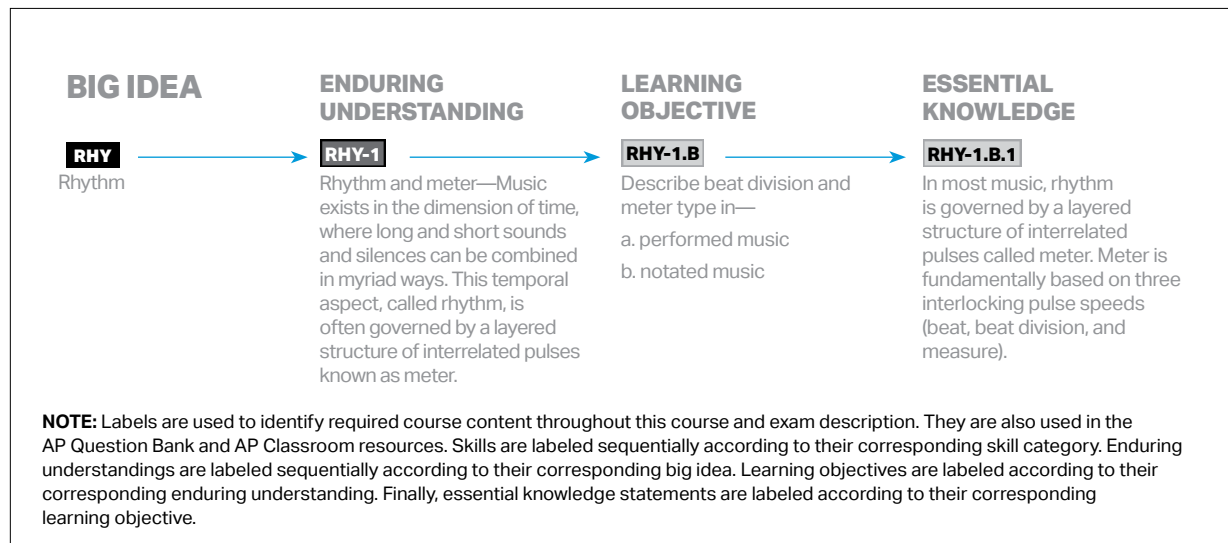 BIG IDEA
RHY
Rhythm
ENDURING
UNDERSTANDING
RHY-1
Rhythm and meter—Music
exists in the dimension of time,
where long and short sounds
and silences can be combined
in myriad ways. This temporal
aspect, called rhythm, is
often governed by a layered
structure of interrelated pulses
known as meter.
LEARNING
OBJECTIVE
RHY-1.B
Describe beat division and
meter type in—
a. performed music
b. notated music
ESSENTIAL
KNOWLEDGE
RHY-1.B.1
In most music, rhythm
is governed by a layered
structure of interrelated
pulses called meter. Meter is
fundamentally based on three
interlocking pulse speeds
(beat, beat division, and
measure).
NOTE: Labels are used to identify required course content throughout this course and exam description. They are also used in the
AP Question Bank and AP Classroom resources. Skills are labeled sequentially according to their corresponding skill category. Enduring
understandings are labeled sequentially according to their corresponding big idea. Learning objectives are labeled according to their
corresponding enduring understanding. Finally, essential knowledge statements are labeled according to their corresponding
learning objective.